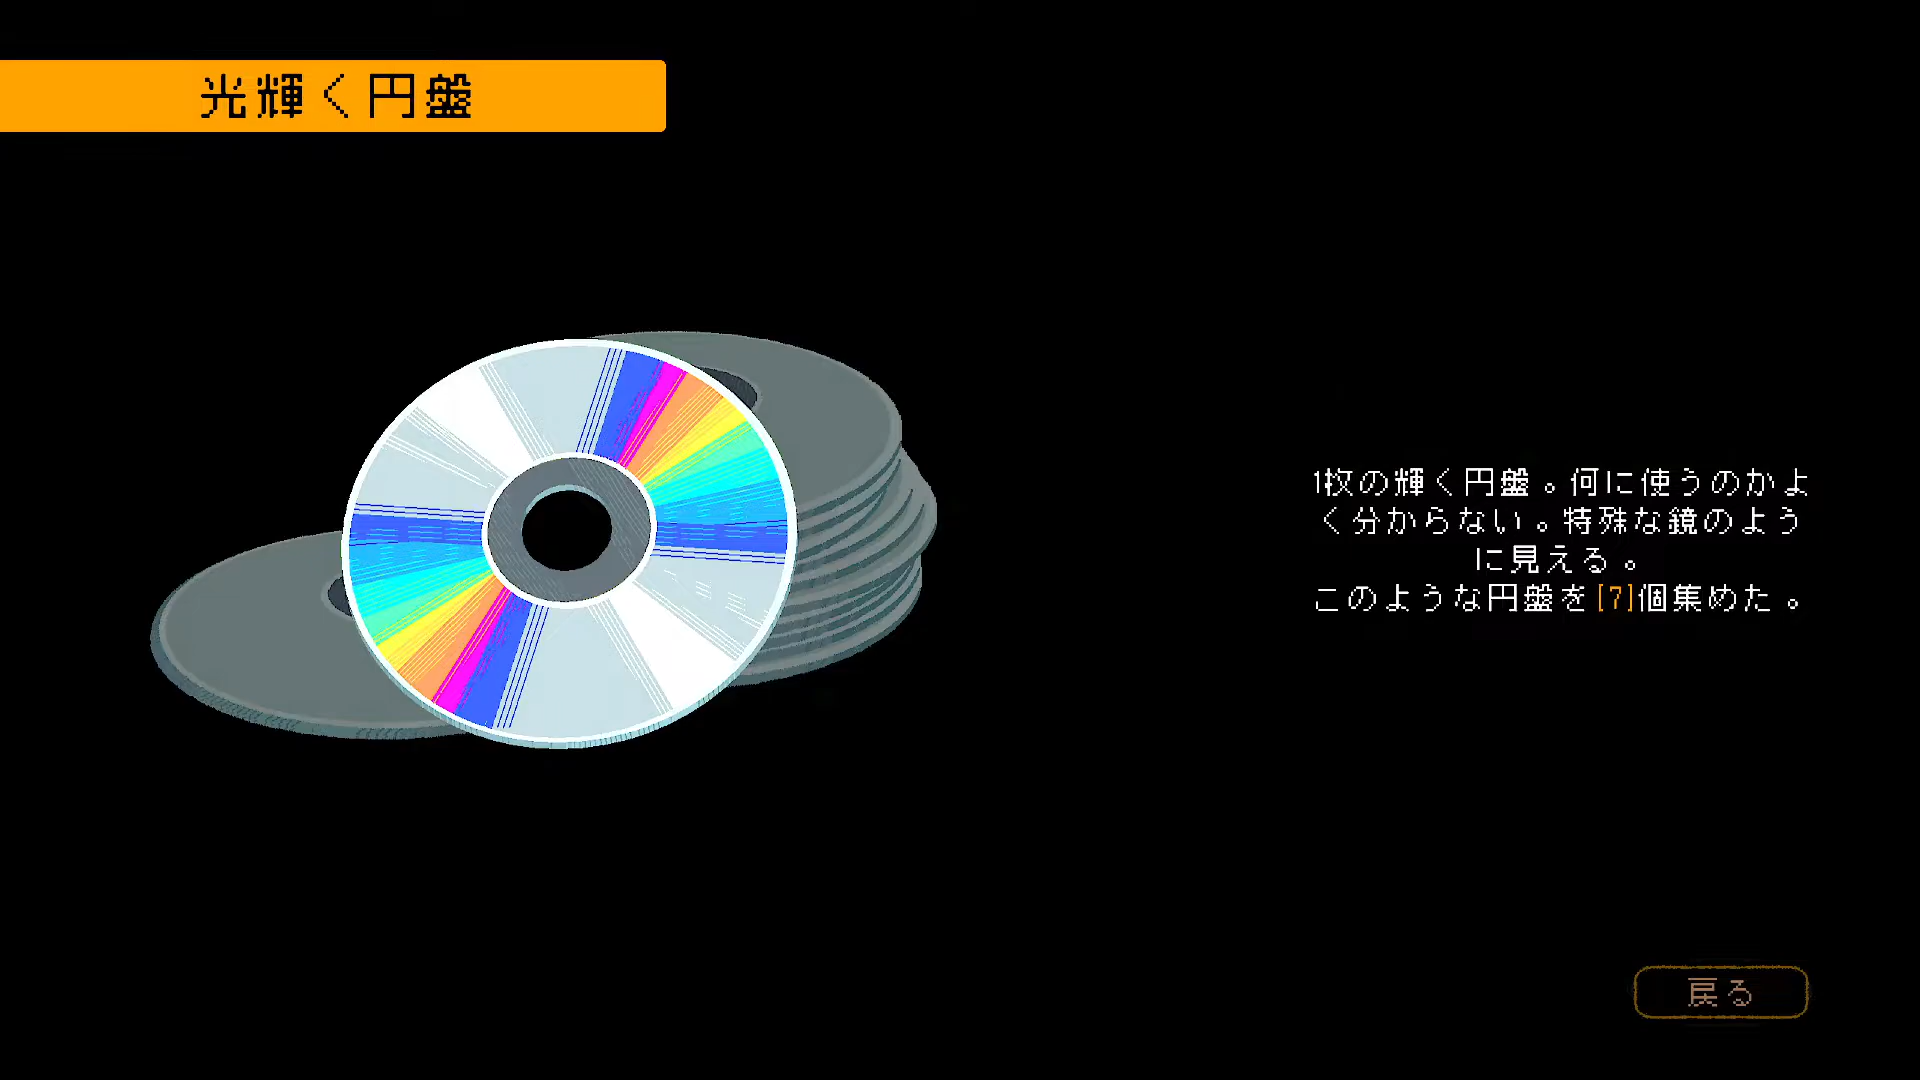 光輝く円盤
1枚の輝く円盤。何に使うのかよ
く分からない。特殊な鏡のよう
に見える。
このような円盤を[7]個集めた。
戻る